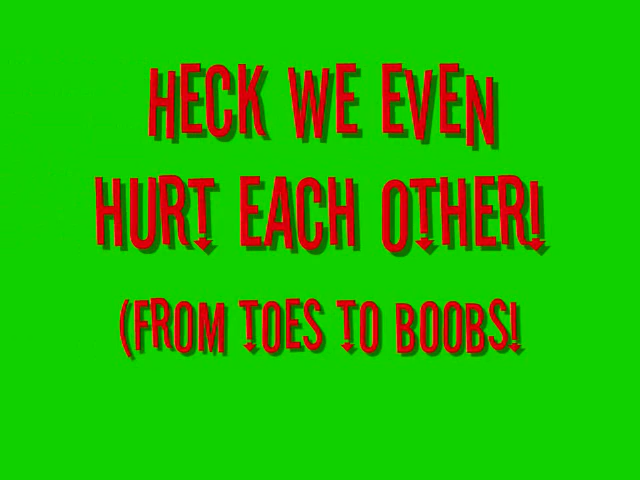 HECK WE EVEN
HURT EACH OTHER!
(FROM TOES TO BOOBS!